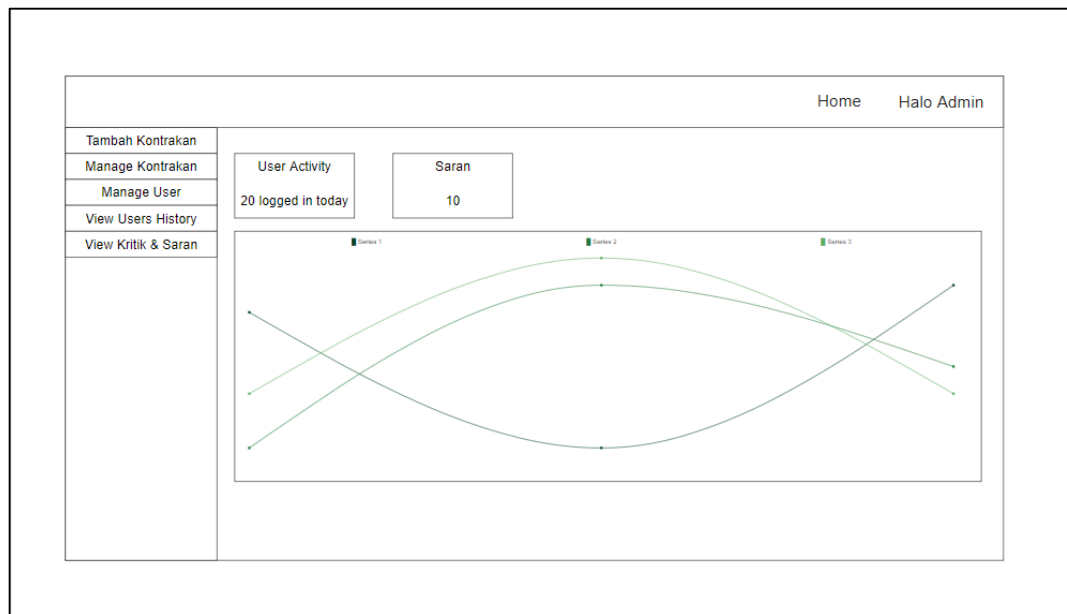 Home
Halo Admin
Tambah Kontrakan
Manage Kontrakan
Manage User
View Users History
View Kritik & Saran
User Activity
20 logged in today
Saran
10
Series 1
Series 2
Series 3